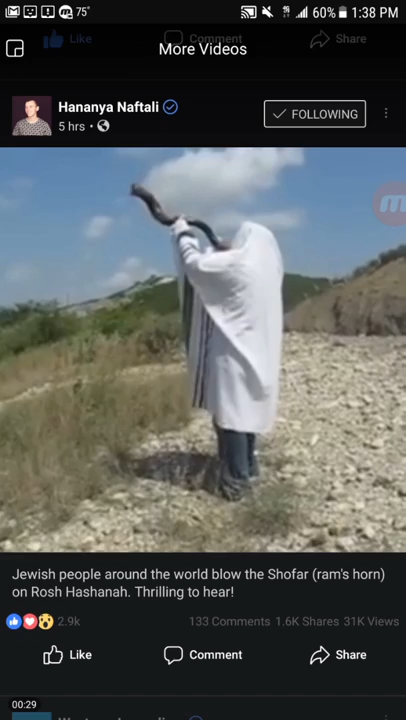 75°
60% 1:38 PM
Like Comment Share
More Videos
Hananya Naftali
5 hrs
FOLLOWING
Jewish people around the world blow the Shofar (ram's horn)
on Rosh Hashanah. Thrilling to hear!
2.9k 133 Comments 1.6K Shares 31K Views
Like Comment Share
00:29